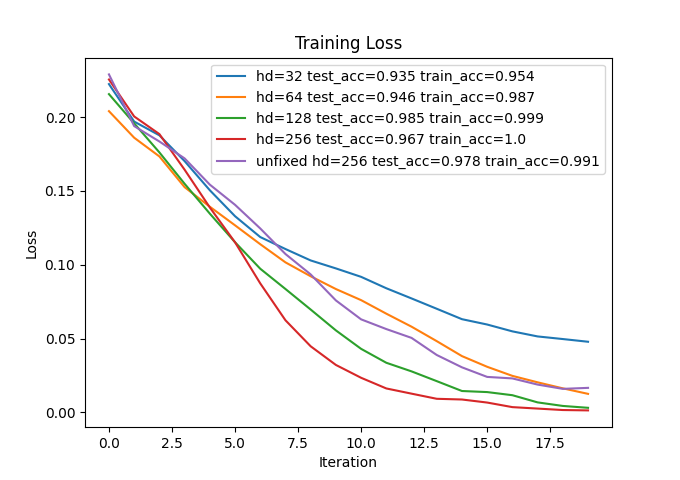 Training Loss
hd=32 test_acc=0.935 train_acc=0.954
hd=64 test_acc=0.946 train_acc=0.987
hd=128 test_acc=0.985 train_acc=0.999
hd=256 test_acc=0.967 train_acc=1.0
unfixed hd=256 test_acc=0.978 train_acc=0.991
Loss
0.20
0.15
0.10
0.05
0.00
0.0 2.5 5.0 7.5 10.0 12.5 15.0 17.5
Iteration